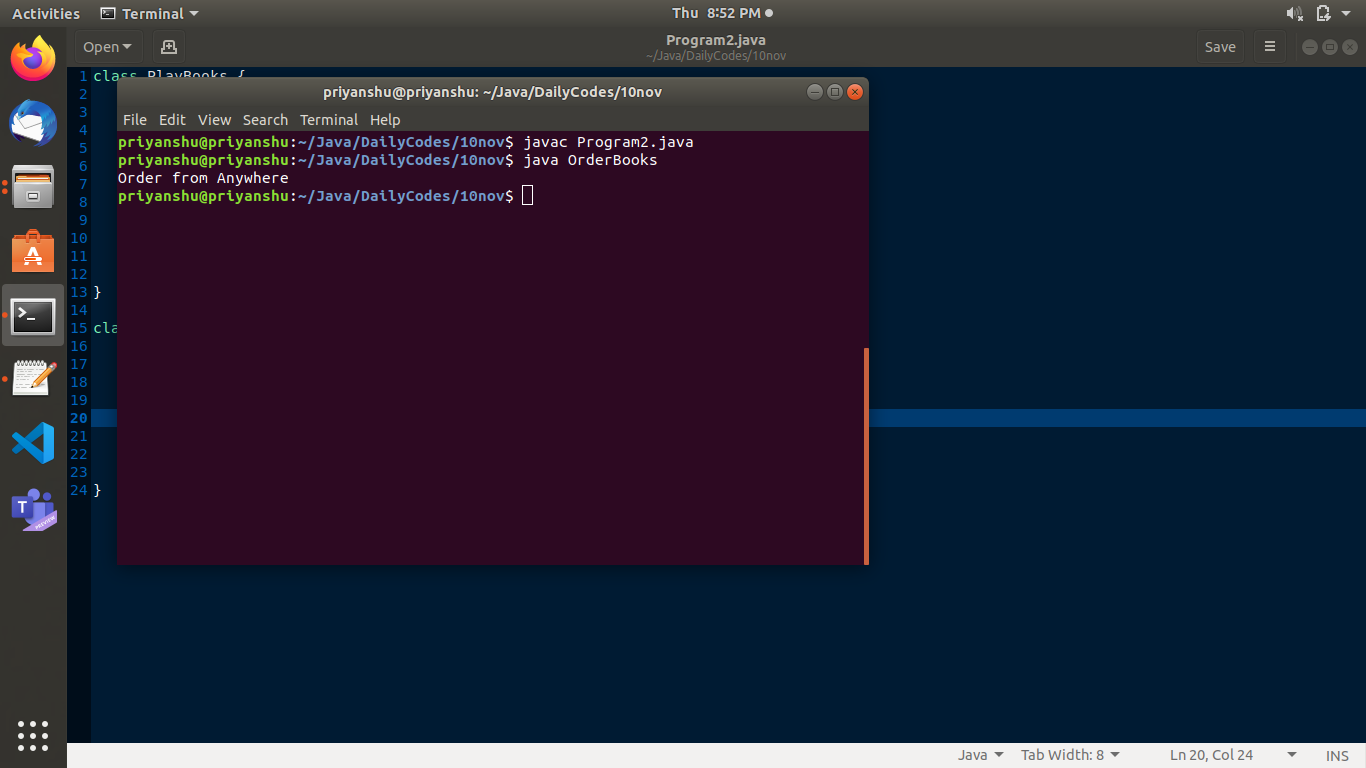 Activities Terminal Thu 8:52 PM
Open Program2.java Save
~/Java/DailyCodes/10nov
1 class PlayBooks {
2
priyanshu@priyanshu: ~/Java/DailyCodes/10nov
3
File Edit View Search Terminal Help
4
priyanshu@priyanshu:~/Java/DailyCodes/10nov$ javac Program2.java
5
priyanshu@priyanshu:~/Java/DailyCodes/10nov$ java OrderBooks
6
Order from Anywhere
7
priyanshu@priyanshu:~/Java/DailyCodes/10nov$
8
9
10
11
12
13 }
14
15 cla
16
17
18
19
20
21
22
23
24 }
T
PREVIEW
Java Tab Width: 8 Ln 20, Col 24 INS